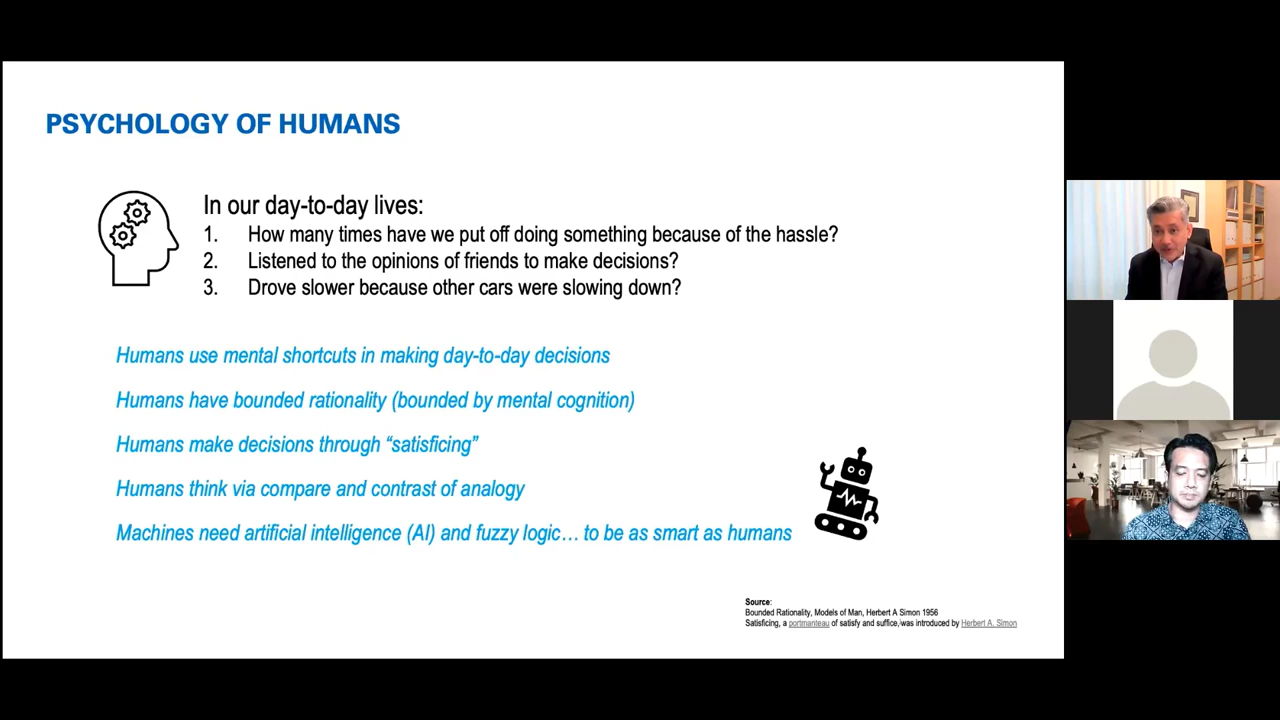 PSYCHOLOGY OF HUMANS
In our day-to-day lives:
1. How many times have we put off doing something because of the hassle?
2. Listened to the opinions of friends to make decisions?
3. Drove slower because other cars were slowing down?
Humans use mental shortcuts in making day-to-day decisions
Humans have bounded rationality (bounded by mental cognition)
Humans make decisions through “satisficing”
Humans think via compare and contrast of analogy
Machines need artificial intelligence (AI) and fuzzy logic… to be as smart as humans
Source:
Bounded Rationality, Models of Man, Herbert A Simon 1956
Satisficing, a portmanteau of satisfy and suffice, was introduced by Herbert A. Simon